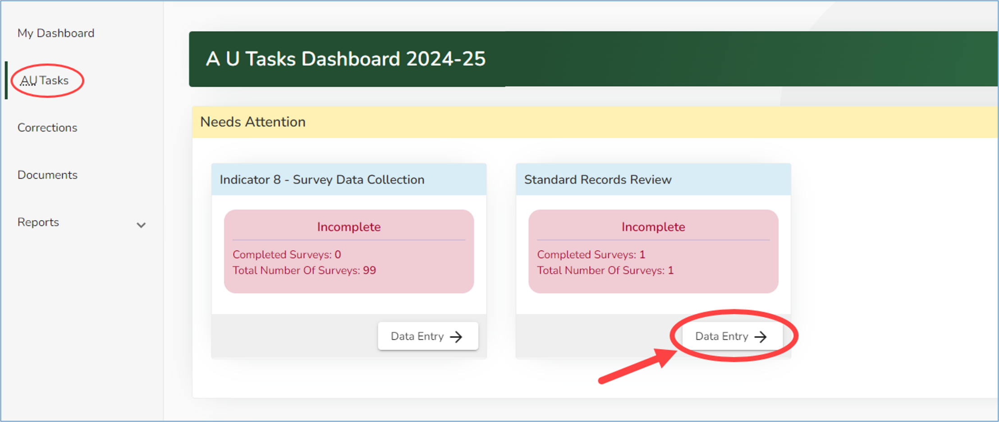 My Dashboard
AU Tasks
Corrections
Documents
Reports
A U Tasks Dashboard 2024-25
Needs Attention
Indicator 8 - Survey Data Collection
Incomplete
Completed Surveys: 0
Total Number Of Surveys: 99
Data Entry →
Standard Records Review
Incomplete
Completed Surveys: 1
Total Number Of Surveys: 1
Data Entry →